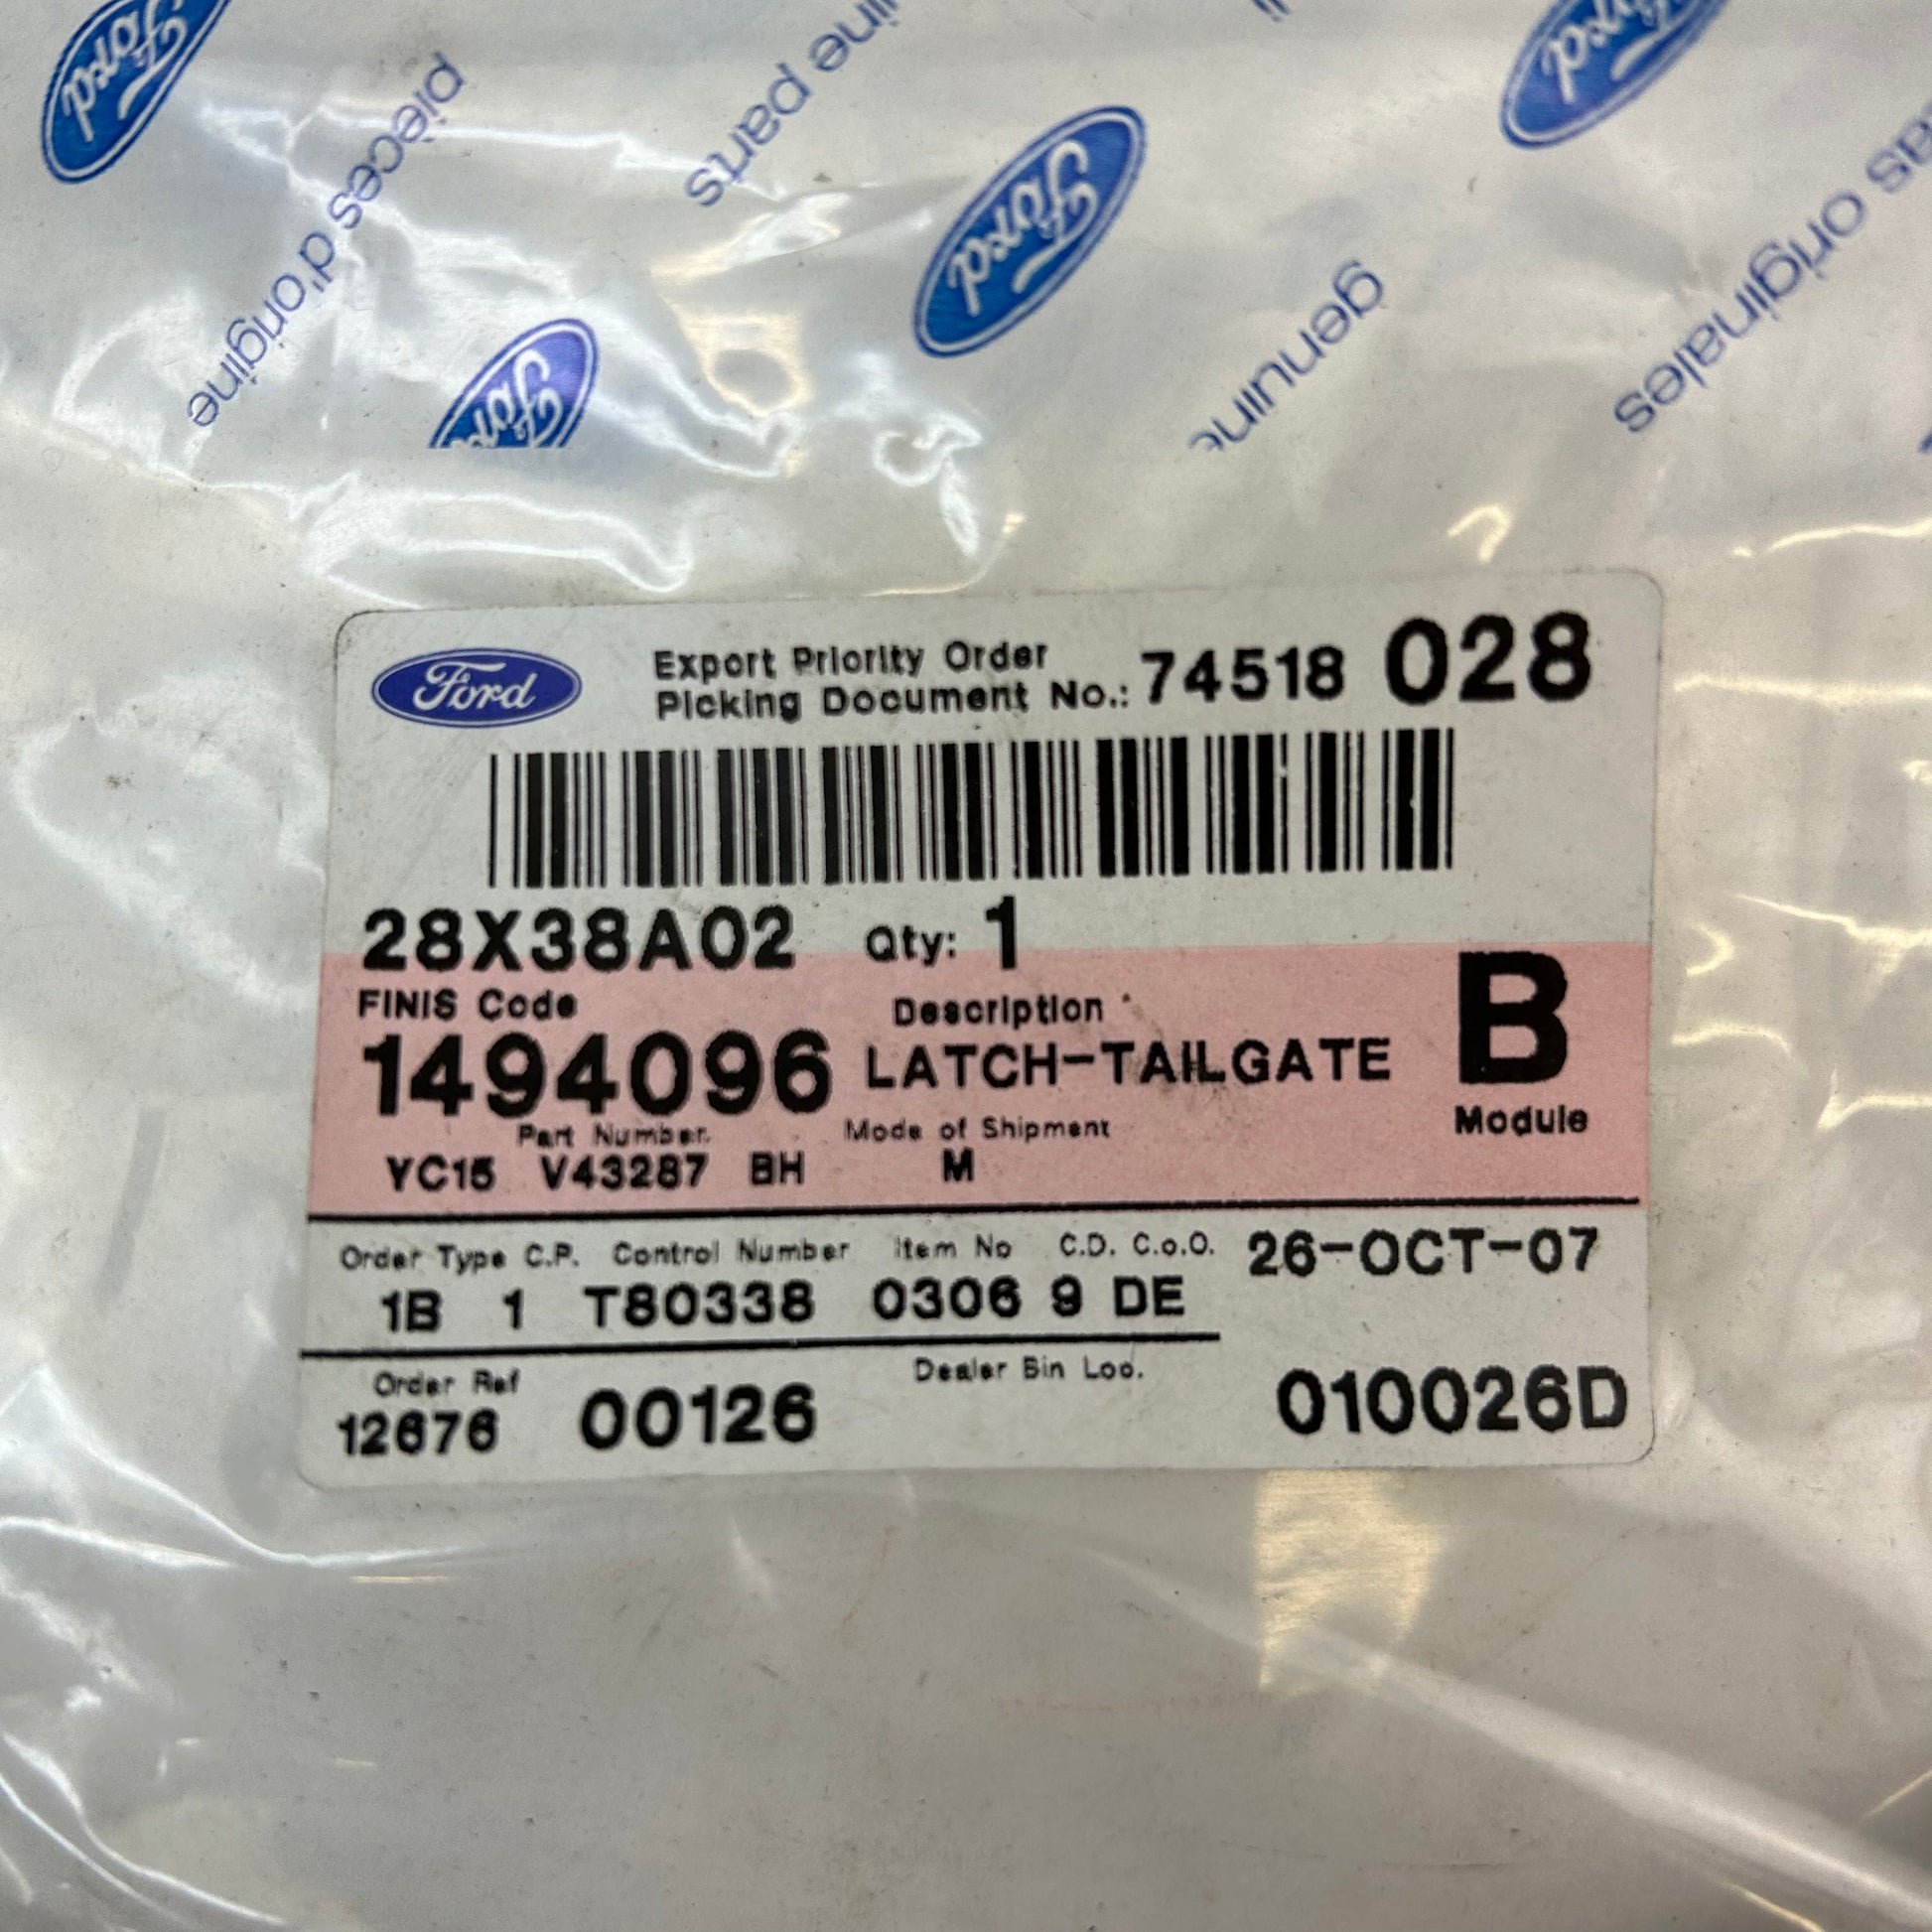 Ford
pièces d'origine
ine parts
Ford
Ford
as originales
genuine
Ford
Ford Export Priority Order
Picking Document No.: 74518 028
28X38A02 Qty: 1
FINIS Code Description B
1494096 LATCH-TAILGATE
Part Number Mode of Shipment Module
YC15 V43287 BH M
Order Type C.P. Control Number Item No C.D. C.o.O. 26-OCT-07
1B 1 T80338 0306 9 DE
Order Ref Dealer Bin Loc.
12676 00126 010026D